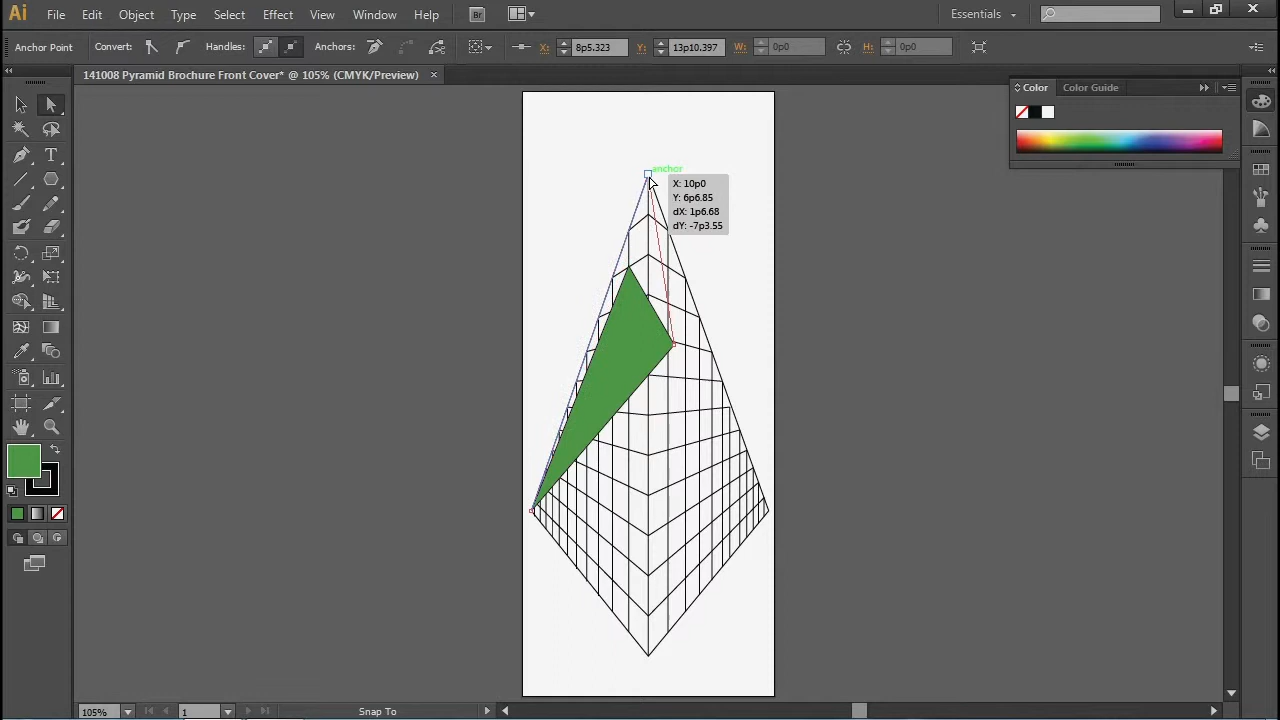 Ai File Edit Object Type Select Effect View Window Help Br Essentials
Anchor Point Convert: Handles: Anchors: X: 8p5.323 Y: 13p10.397 W: 0p0 H: 0p0
141008 Pyramid Brochure Front Cover* @ 105% (CMYK/Preview)
Color Color Guide
anchor
X: 10p0
Y: 6p6.85
dX: 1p6.68
dY: -7p3.55
105% 1 Snap To